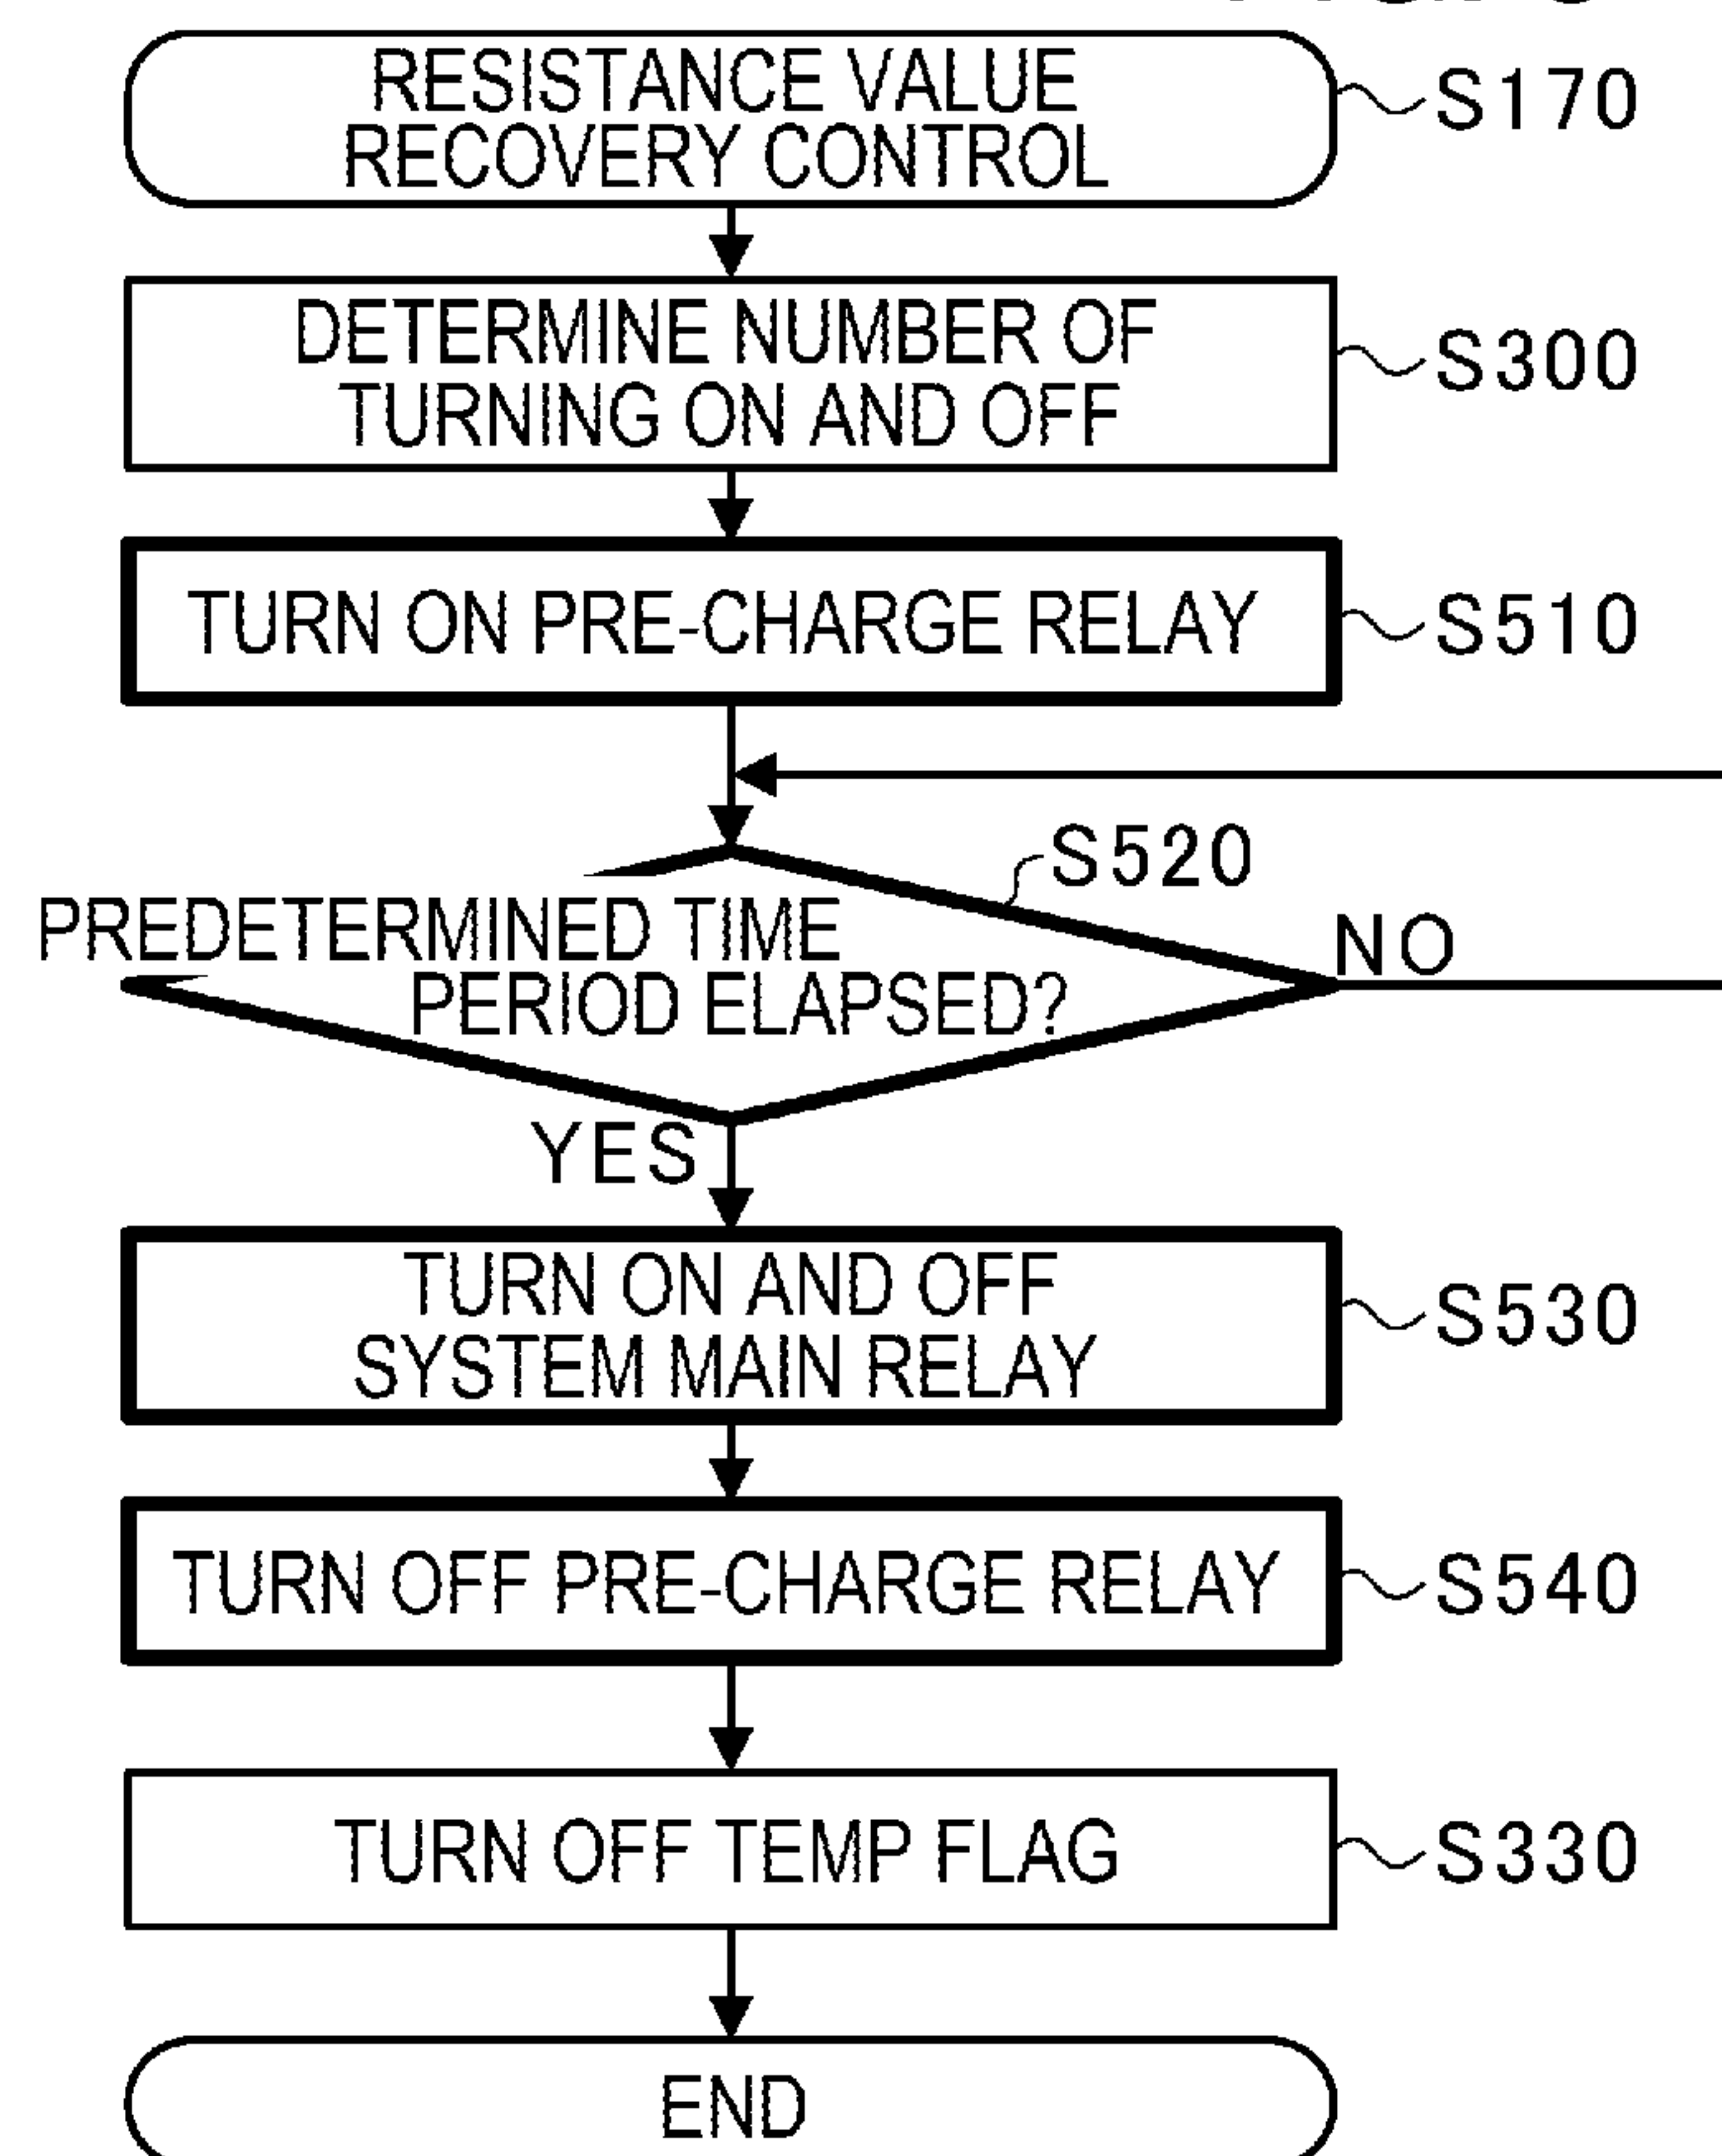 RESISTANCE VALUE
RECOVERY CONTROL
S170
DETERMINE NUMBER OF
TURNING ON AND OFF
S300
TURN ON PRE-CHARGE RELAY
S510
S520
PREDETERMINED TIME
PERIOD ELAPSED?
NO
YES
TURN ON AND OFF
SYSTEM MAIN RELAY
S530
TURN OFF PRE-CHARGE RELAY
S540
TURN OFF TEMP FLAG
S330
END